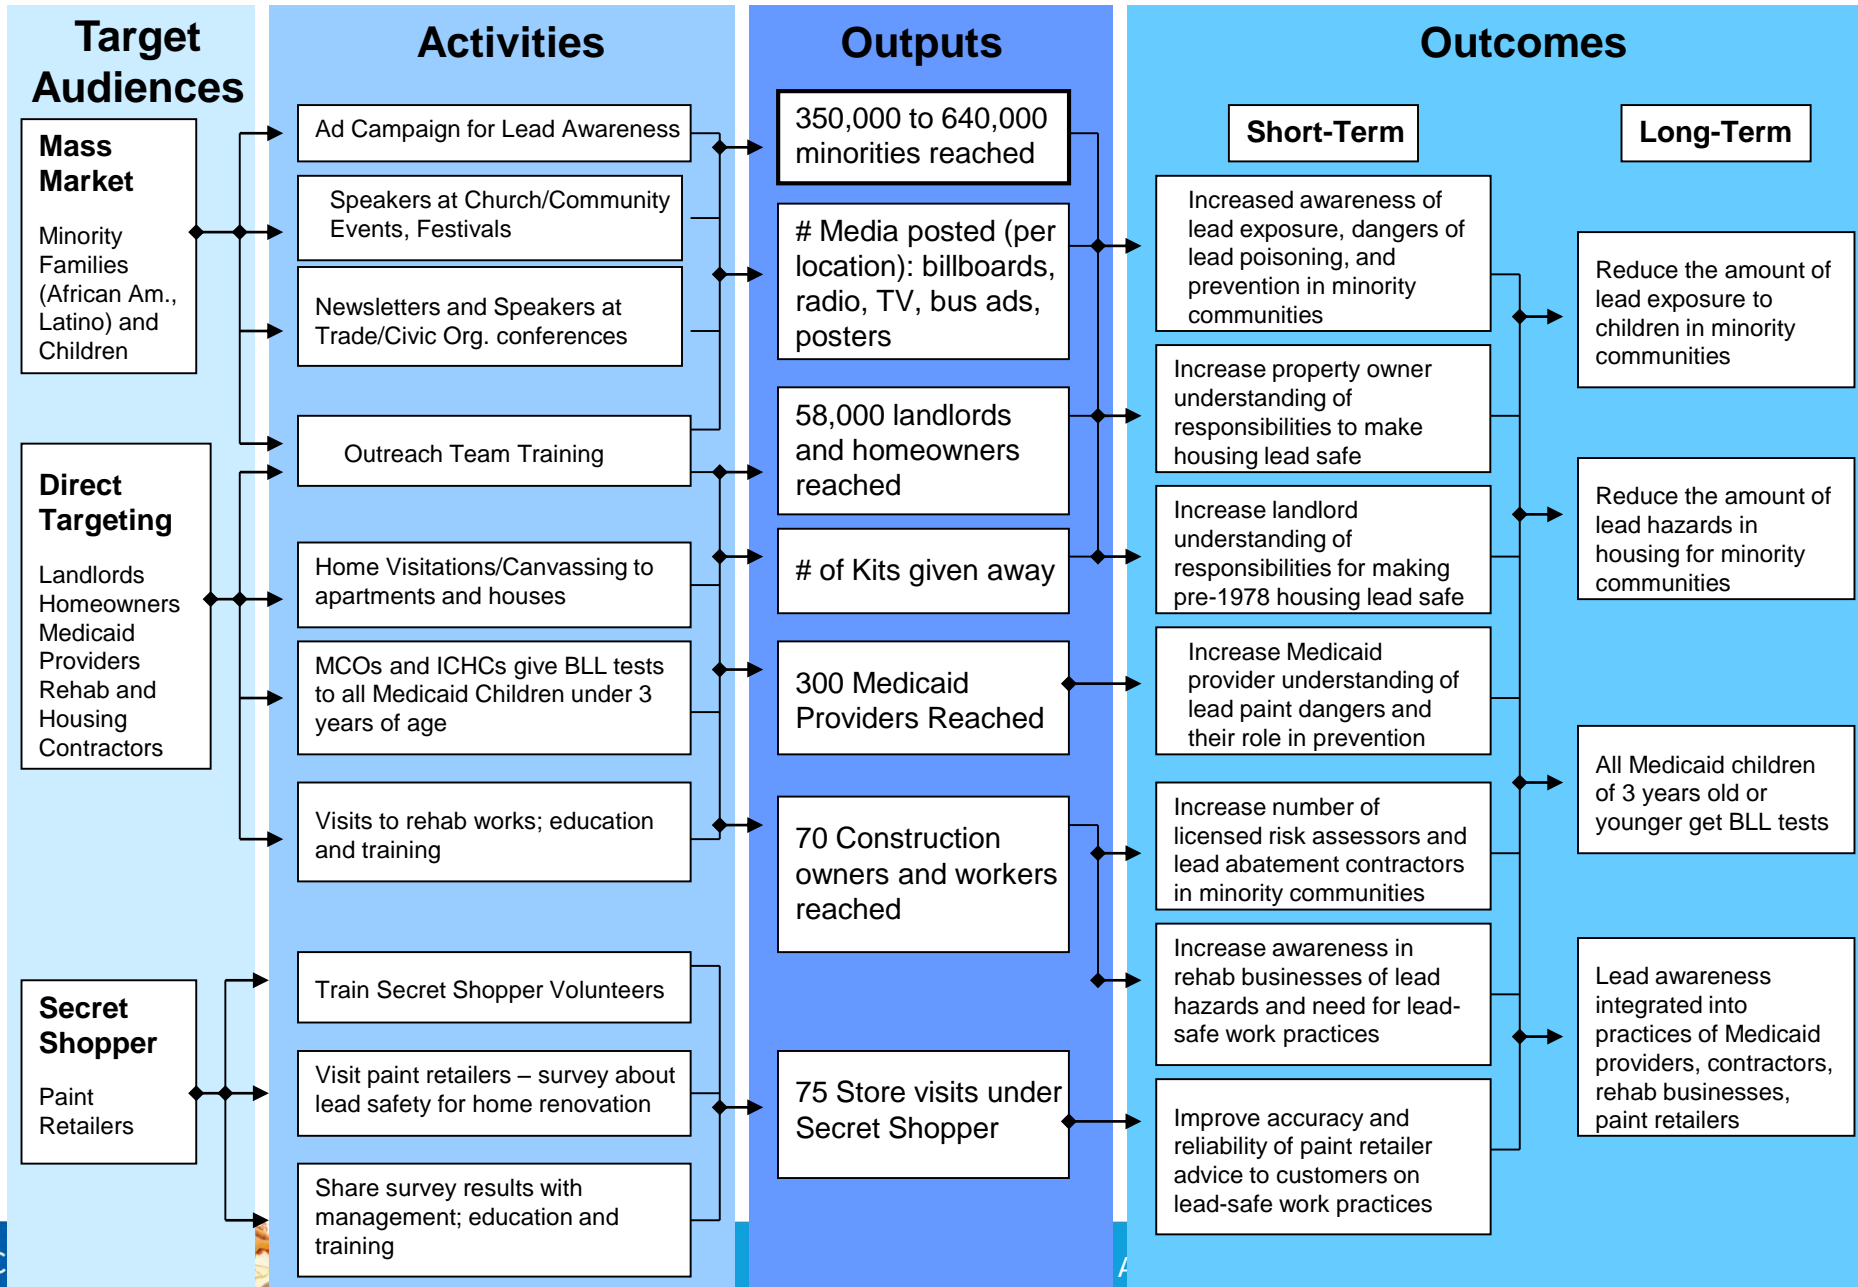 Target
Audiences
Mass
Market
Minority
Families
(African Am.,
Latino) and
Children
Direct
Targeting
Landlords
Homeowners
Medicaid
Providers
Rehab and
Housing
Contractors
Secret
Shopper
Paint
Retailers
Activities
Ad Campaign for Lead Awareness
Speakers at Church/Community
Events, Festivals
Newsletters and Speakers at
Trade/Civic Org. conferences
Outreach Team Training
Home Visitations/Canvassing to
apartments and houses
MCOs and ICHCs give BLL tests
to all Medicaid Children under 3
years of age
Visits to rehab works; education
and training
Train Secret Shopper Volunteers
Visit paint retailers – survey about
lead safety for home renovation
Share survey results with
management; education and
training
Outputs
350,000 to 640,000
minorities reached
# Media posted (per
location): billboards,
radio, TV, bus ads,
posters
58,000 landlords
and homeowners
reached
# of Kits given away
300 Medicaid
Providers Reached
70 Construction
owners and workers
reached
75 Store visits under
Secret Shopper
Outcomes
Short-Term
Increased awareness of
lead exposure, dangers of
lead poisoning, and
prevention in minority
communities
Increase property owner
understanding of
responsibilities to make
housing lead safe
Increase landlord
understanding of
responsibilities for making
pre-1978 housing lead safe
Increase Medicaid
provider understanding of
lead paint dangers and
their role in prevention
Increase number of
licensed risk assessors and
lead abatement contractors
in minority communities
Increase awareness in
rehab businesses of lead
hazards and need for lead-
safe work practices
Improve accuracy and
reliability of paint retailer
advice to customers on
lead-safe work practices
Long-Term
Reduce the amount of
lead exposure to
children in minority
communities
Reduce the amount of
lead hazards in
housing for minority
communities
All Medicaid children
of 3 years old or
younger get BLL tests
Lead awareness
integrated into
practices of Medicaid
providers, contractors,
rehab businesses,
paint retailers